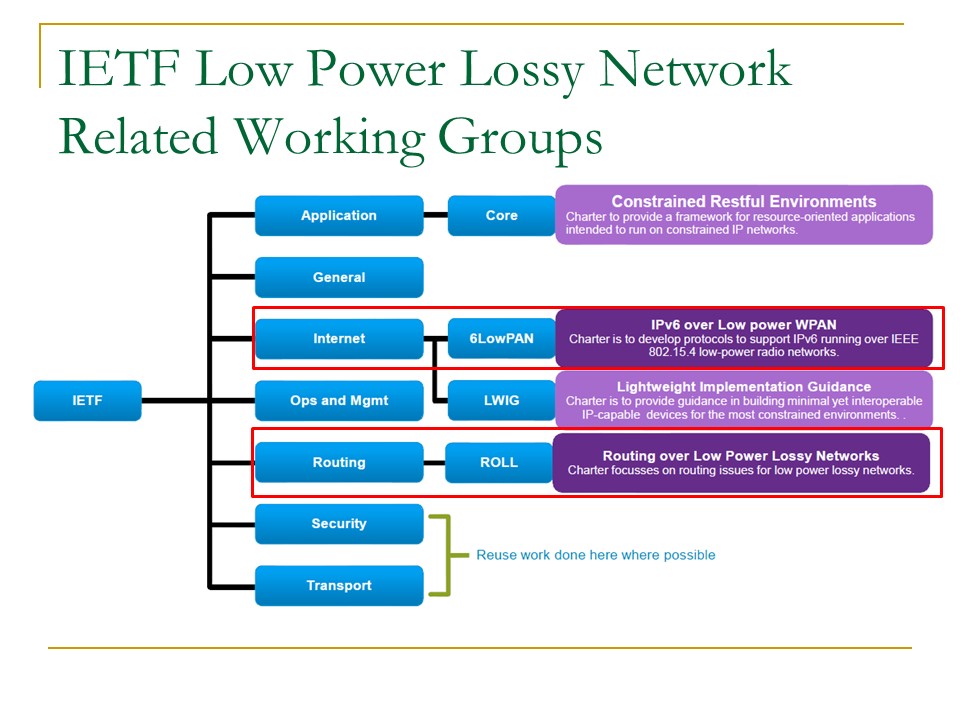 IETF Low Power Lossy Network
Related Working Groups
Application
Core
Constrained Restful Environments
Charter to provide a framework for resource-oriented applications
intended to run on constrained IP networks.
General
Internet
6LowPAN
IPv6 over Low power WPAN
Charter is to develop protocols to support IPv6 running over IEEE
802.15.4 low-power radio networks.
IETF
Ops and Mgmt
LWIG
Lightweight Implementation Guidance
Charter is to provide guidance in building minimal yet interoperable
IP-capable devices for the most constrained environments. .
Routing
ROLL
Routing over Low Power Lossy Networks
Charter focusses on routing issues for low power lossy networks.
Security
Reuse work done here where possible
Transport